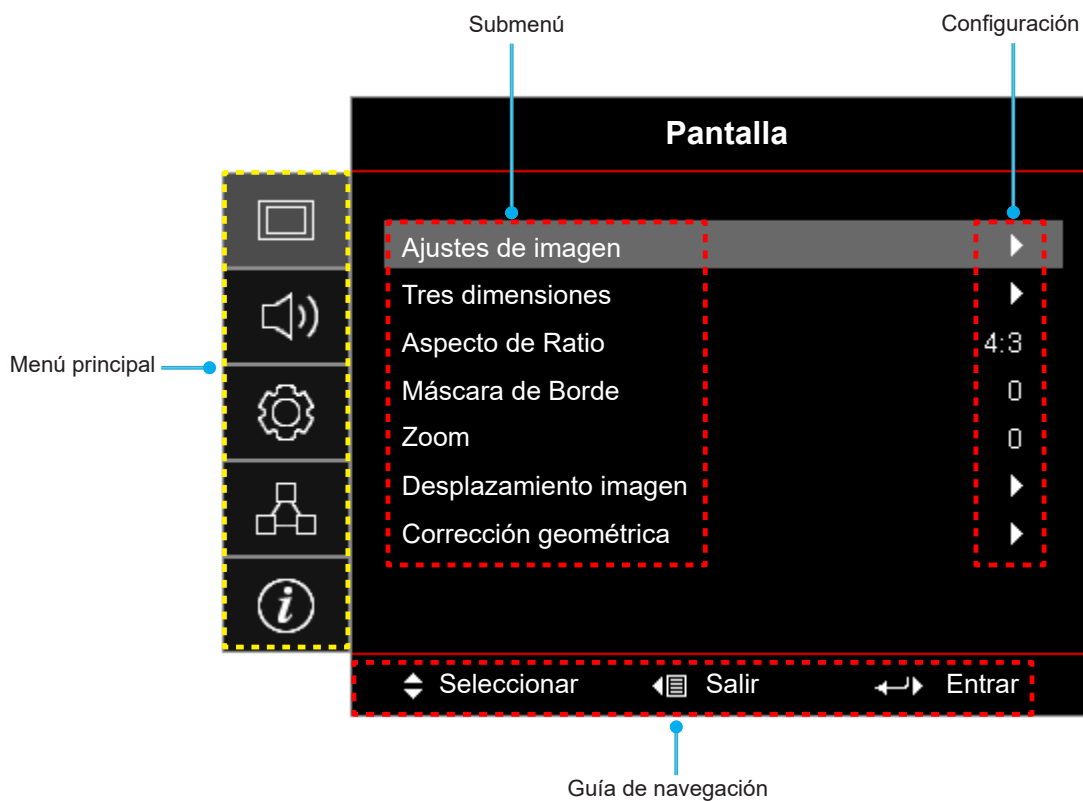 Submenú
Configuración
Pantalla
Ajustes de imagen
Tres dimensiones
Aspecto de Ratio 4:3
Máscara de Borde 0
Zoom 0
Desplazamiento imagen
Corrección geométrica
Menú principal
Seleccionar Salir Entrar
Guía de navegación